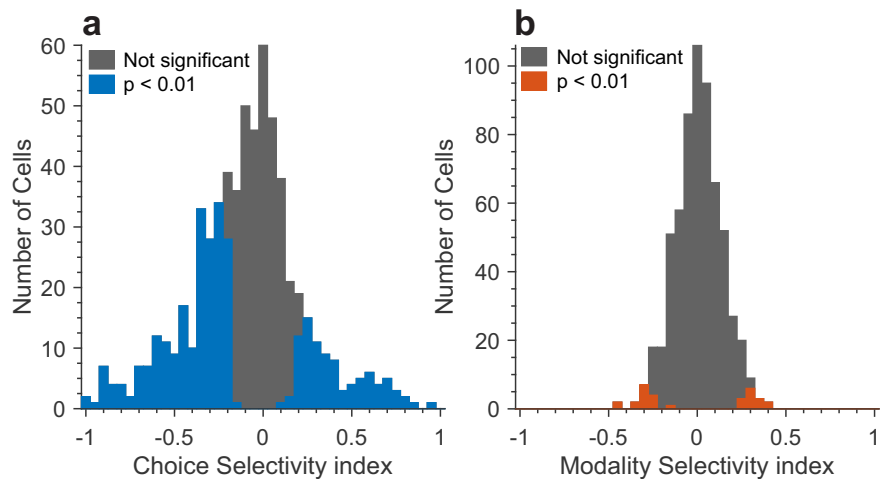 a
Not significant
p < 0.01
Number of Cells
60
50
40
30
20
10
0
-1
-0.5
0
0.5
1
Choice Selectivity index
b
Not significant
p < 0.01
Number of Cells
100
80
60
40
20
0
-1
-0.5
0
0.5
1
Modality Selectivity index